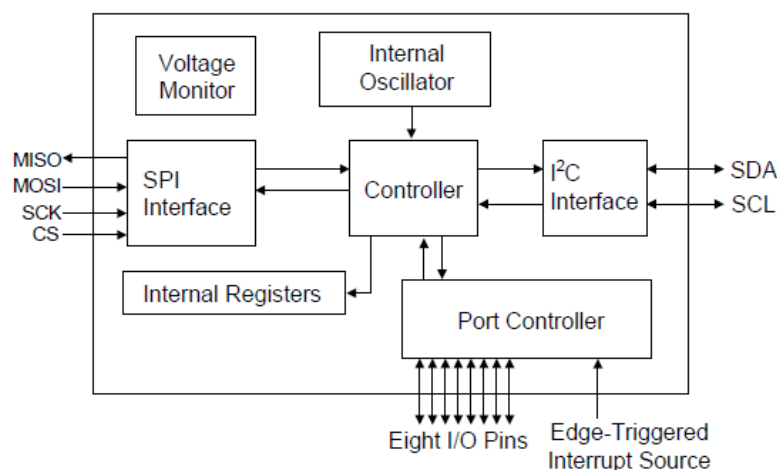 Voltage
Monitor
Internal
Oscillator
MISO
MOSI
SCK
CS
SPI
Interface
Controller
I²C
Interface
SDA
SCL
Internal Registers
Port Controller
Eight I/O Pins
Edge-Triggered
Interrupt Source